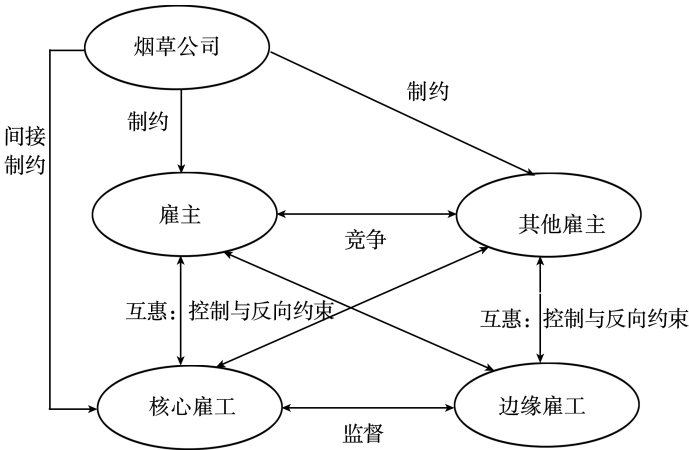 烟草公司
制约
制约
间接
制约
雇主
其他雇主
竞争
互惠：控制与反向约束
互惠：控制与反向约束
核心雇工
边缘雇工
监督